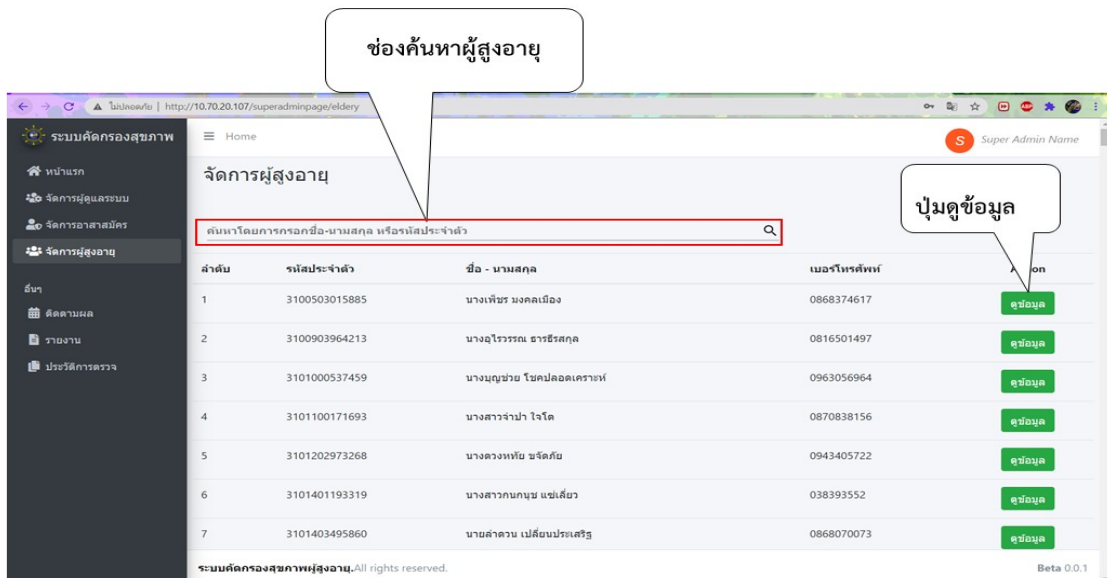 ช่องค้นหาผู้สูงอายุ
ไม่ปลอดภัย | http://10.70.20.107/superadminpage/eldery
ระบบคัดกรองสุขภาพ
Home
S Super Admin Name
หน้าแรก
จัดการผู้ดูแลระบบ
จัดการอาสาสมัคร
จัดการผู้สูงอายุ
อื่นๆ
ติดตามผล
รายงาน
ประวัติการตรวจ
จัดการผู้สูงอายุ
ปุ่มดูข้อมูล
ค้นหาโดยการกรอกชื่อ-นามสกุล หรือรหัสประจำตัว
ลำดับ รหัสประจำตัว ชื่อ - นามสกุล เบอร์โทรศัพท์
1 3100503015885 นางเพ็ชร มงคลเมือง 0868374617 ดูข้อมูล
2 3100903964213 นางอุไรวรรณ ธารธีรสกุล 0816501497 ดูข้อมูล
3 3101000537459 นางบุญช่วย โชคปลอดเคราะห์ 0963056964 ดูข้อมูล
4 3101100171693 นางสาวจำปา ใจโต 0870838156 ดูข้อมูล
5 3101202973268 นางดวงหทัย ขจัดภัย 0943405722 ดูข้อมูล
6 3101401193319 นางสาวกนกนุช แซ่เลี่ยว 038393552 ดูข้อมูล
7 3101403495860 นายลำดวน เปลี่ยนประเสริฐ 0868070073 ดูข้อมูล
ระบบคัดกรองสุขภาพผู้สูงอายุ.All rights reserved.
Beta 0.0.1